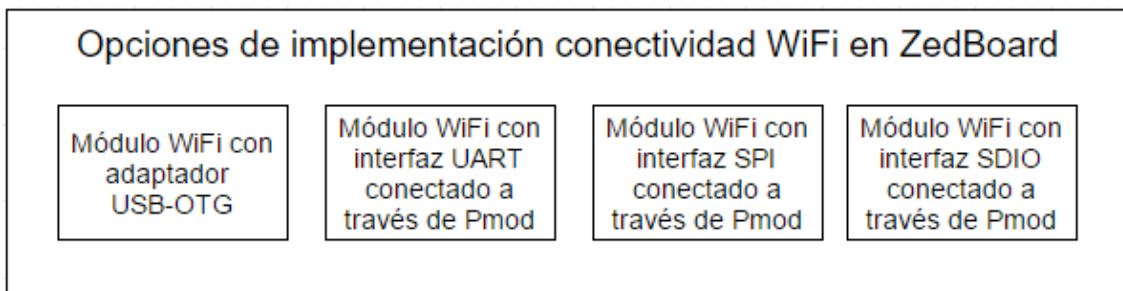 Opciones de implementación conectividad WiFi en ZedBoard
Módulo WiFi con
adaptador
USB-OTG
Módulo WiFi con
interfaz UART
conectado a
través de Pmod
Módulo WiFi con
interfaz SPI
conectado a
través de Pmod
Módulo WiFi con
interfaz SDIO
conectado a
través de Pmod